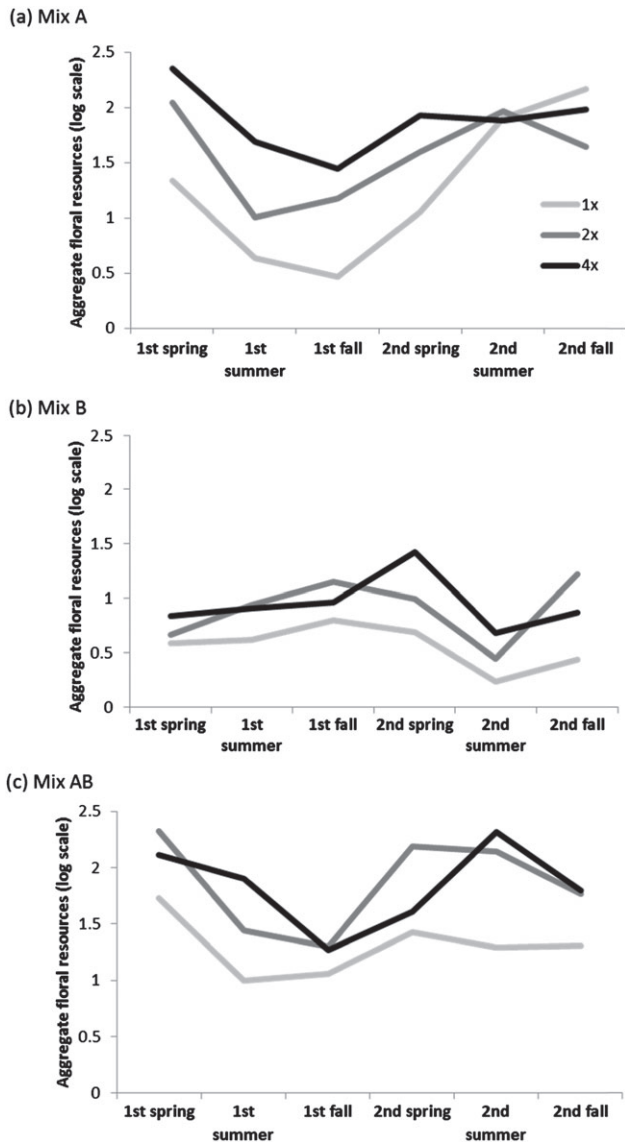 (a) Mix A
Aggregate floral resources (log scale)
2.5
2
1.5
1
0.5
0
1x
2x
4x
1st spring 1st summer 1st fall 2nd spring 2nd summer 2nd fall
(b) Mix B
Aggregate floral resources (log scale)
2.5
2
1.5
1
0.5
0
1st spring 1st summer 1st fall 2nd spring 2nd summer 2nd fall
(c) Mix AB
Aggregate floral resources (log scale)
2.5
2
1.5
1
0.5
0
1st spring 1st summer 1st fall 2nd spring 2nd summer 2nd fall